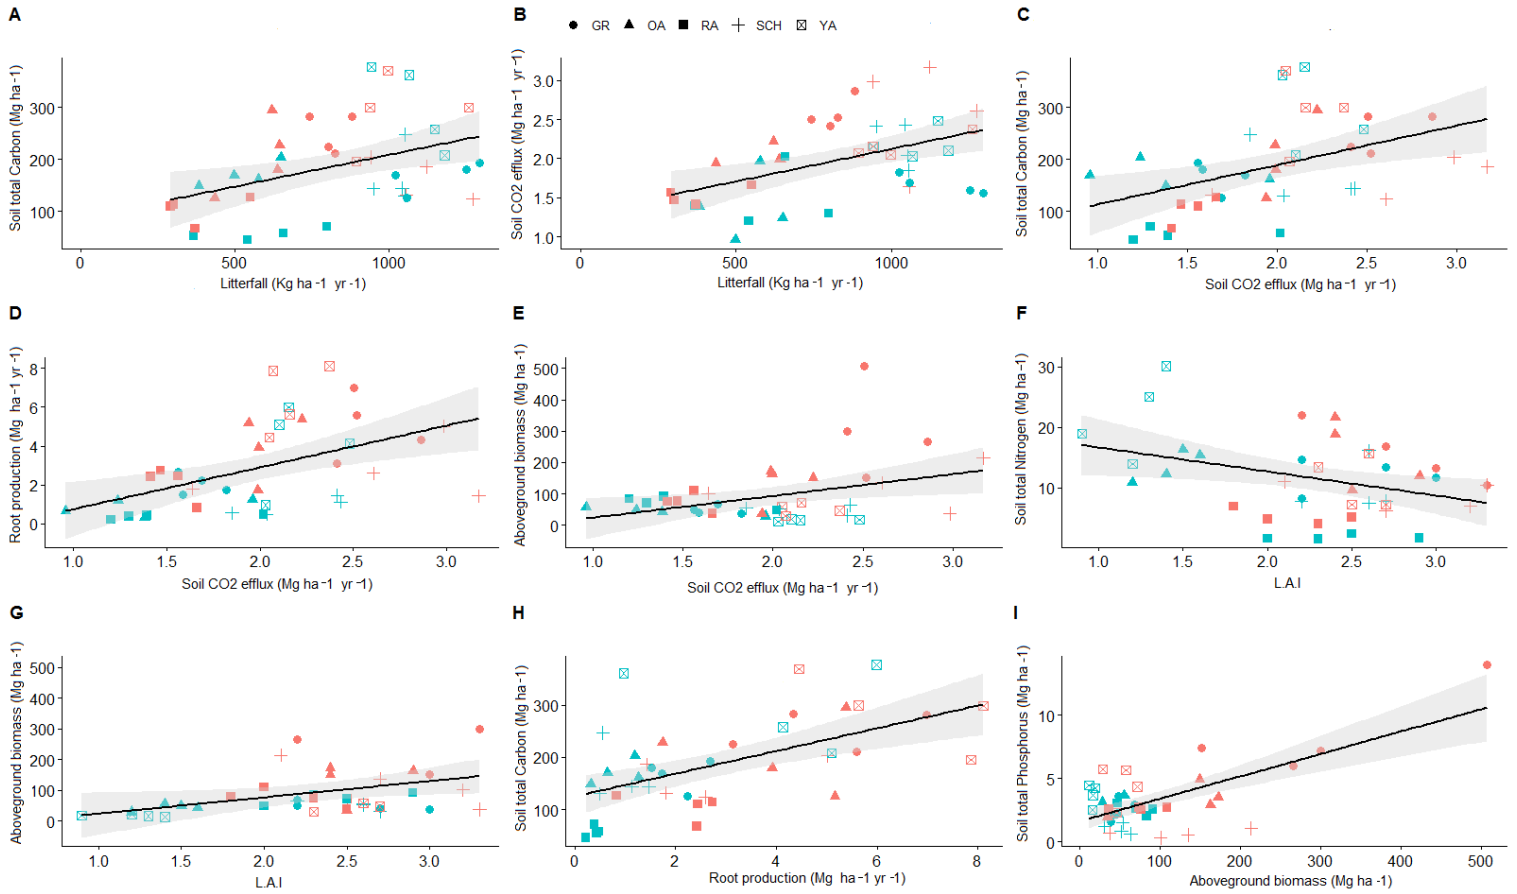 A
B
C
GR OA RA SCH YA
Soil total Carbon (Mg ha -1)
300
200
100
0 500 1000
Litterfall (Kg ha -1 yr -1)
Soil CO2 efflux (Mg ha -1 yr -1)
3.0
2.5
2.0
1.5
1.0
0 500 1000
Litterfall (Kg ha -1 yr -1)
Soil total Carbon (Mg ha -1)
300
200
100
1.0 1.5 2.0 2.5 3.0
Soil CO2 efflux (Mg ha -1 yr -1)
D
E
F
Root production (Mg ha -1 yr -1)
8
6
4
2
0
1.0 1.5 2.0 2.5 3.0
Soil CO2 efflux (Mg ha -1 yr -1)
Aboveground biomass (Mg ha -1)
500
400
300
200
100
0
1.0 1.5 2.0 2.5 3.0
Soil CO2 efflux (Mg ha -1 yr -1)
Soil total Nitrogen (Mg ha -1)
30
20
10
1.0 1.5 2.0 2.5 3.0
L.A.I
G
H
I
Aboveground biomass (Mg ha -1)
500
400
300
200
100
0
1.0 1.5 2.0 2.5 3.0
L.A.I
Soil total Carbon (Mg ha -1)
300
200
100
0 2 4 6 8
Root production (Mg ha -1 yr -1)
Soil total Phosphorus (Mg ha -1)
10
5
0
0 100 200 300 400 500
Aboveground biomass (Mg ha -1)